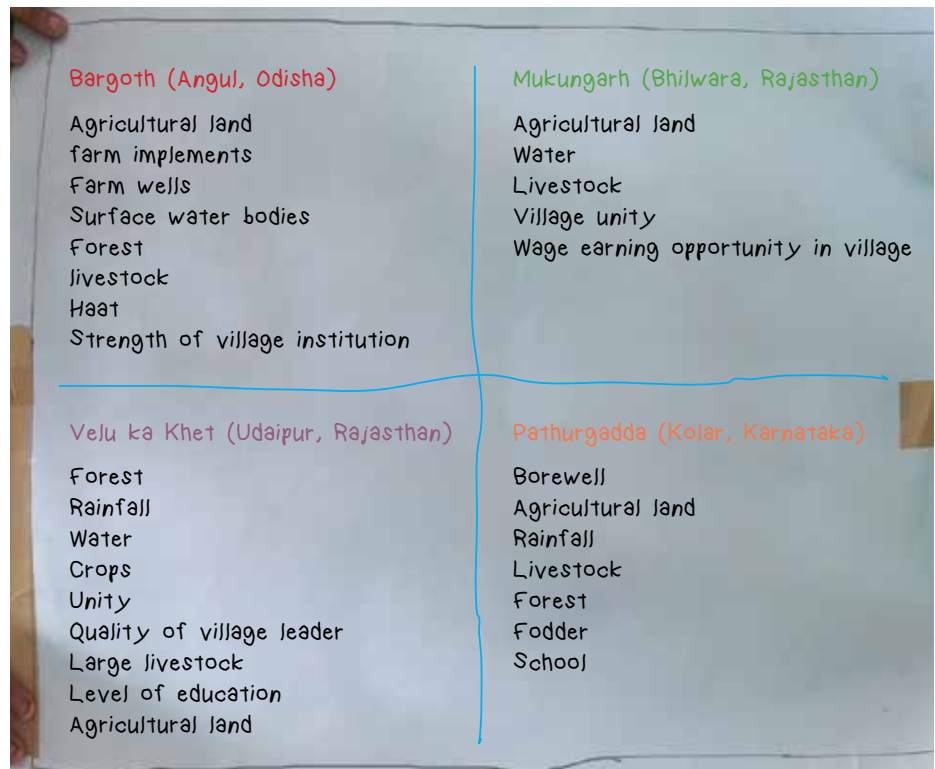 Bargoth (Angul, Odisha)
Agricultural land
farm implements
Farm wells
Surface water bodies
Forest
livestock
Haat
Strength of village institution
Mukungarh (Bhilwara, Rajasthan)
Agricultural land
Water
Livestock
Village unity
Wage earning opportunity in village
Velu ka Khet (Udaipur, Rajasthan)
Forest
Rainfall
Water
Crops
Unity
Quality of village leader
Large livestock
Level of education
Agricultural land
Pathurgadda (Kolar, Karnataka)
Borewell
Agricultural land
Rainfall
Livestock
Forest
Fodder
School